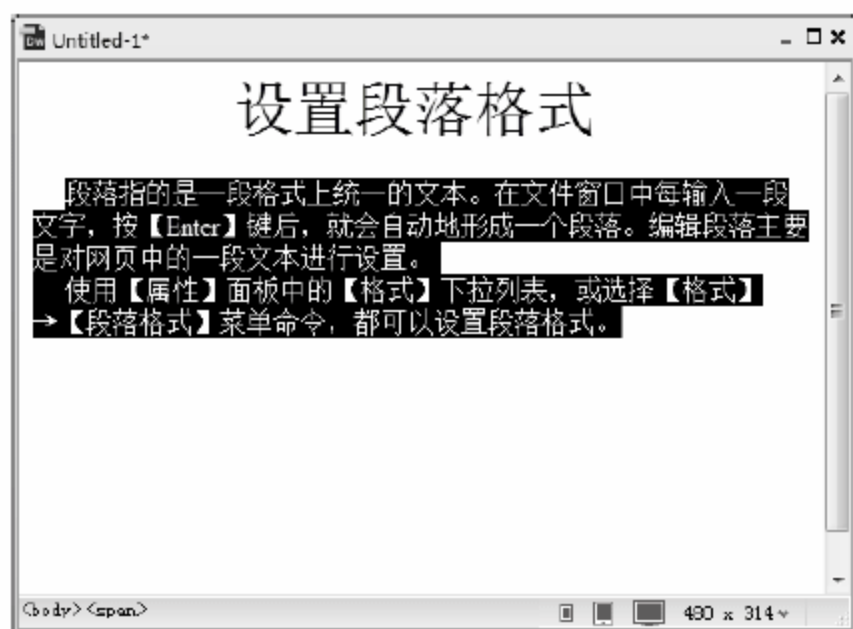 Untitled-1*
设置段落格式
段落指的是一段格式上统一的文本。在文件窗口中每输入一段
文字，按【Enter】键后，就会自动地形成一个段落。编辑段落主要
是对网页中的一段文本进行设置。
使用【属性】面板中的【格式】下拉列表，或选择【格式】
→【段落格式】菜单命令，都可以设置段落格式。
<body><span> 480 x 314